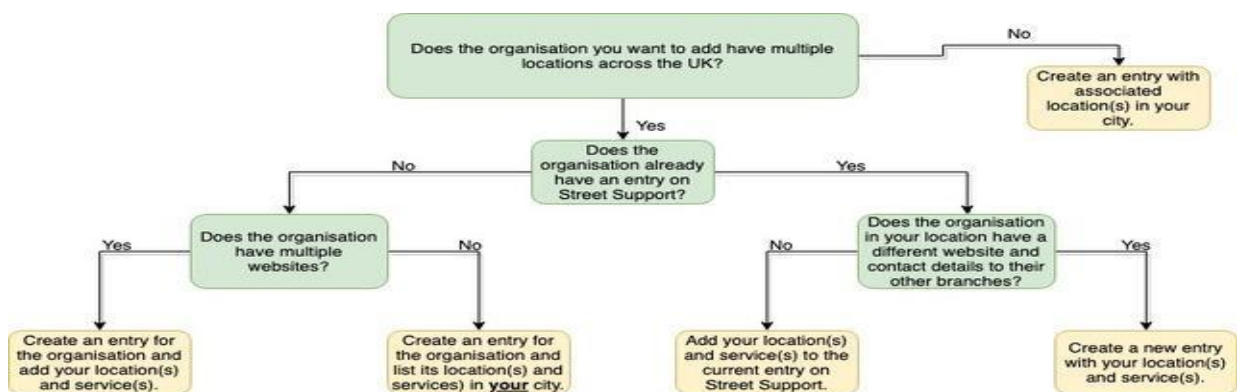 Does the organisation you want to add have multiple
locations across the UK?
No
Create an entry with
associated
location(s) in your
city.
Yes
Does the
organisation already
have an entry on
Street Support?
No
Yes
Does the organisation
have multiple
websites?
Does the organisation
in your location have a
different website and
contact details to their
other branches?
Yes
No
No
Yes
Create an entry for
the organisation and
add your location(s)
and service(s).
Create an entry for
the organisation and
list its location(s) and
services) in your city.
Add your location(s)
and service(s) to the
current entry on
Street Support.
Create a new entry
with your location(s)
and service(s).